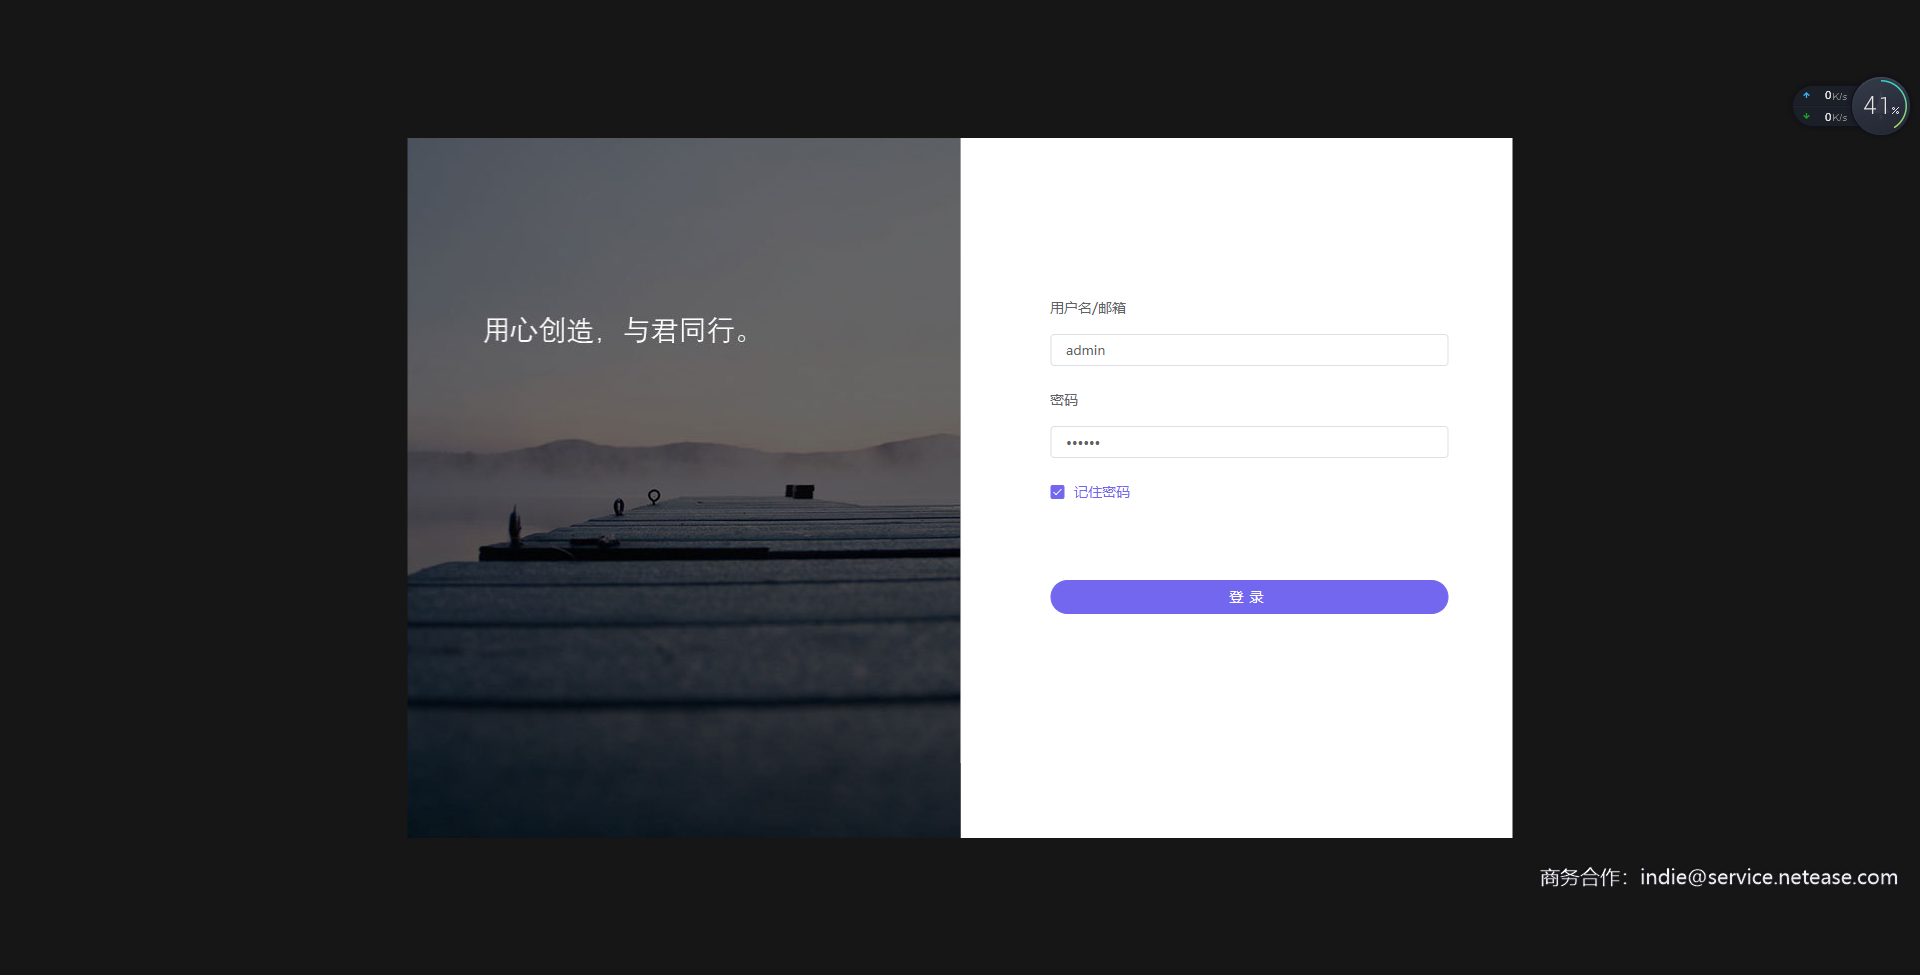 0K/s
0K/s
41%
用心创造，与君同行。
用户名/邮箱
admin
密码
••••••
记住密码
登 录
商务合作：indie@service.netease.com